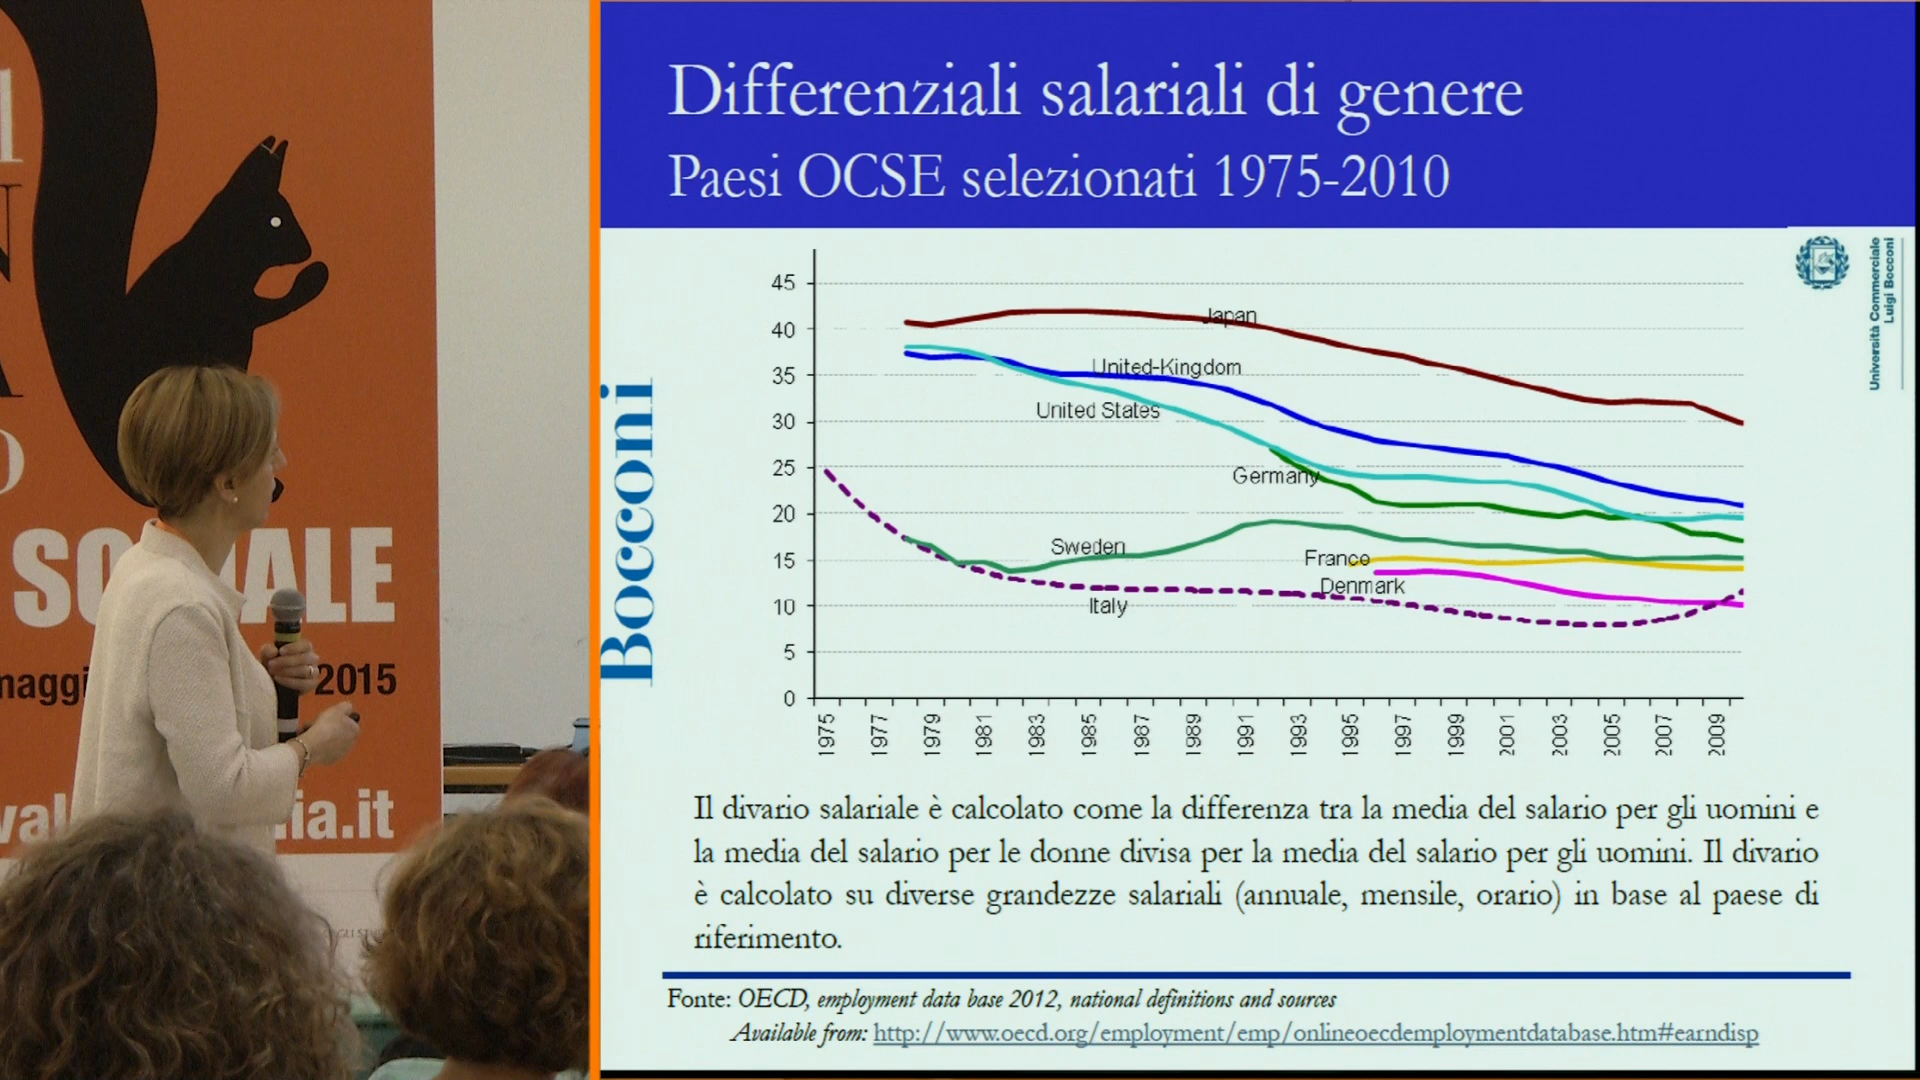 SO ALE
maggi
2015
ia.it
Differenziali salariali di genere
Paesi OCSE selezionati 1975-2010
Università Commerciale
Luigi Bocconi
Bocconi
45
40
35
30
25
20
15
10
5
0
Japan
United-Kingdom
United States
Germany
Sweden
France
Denmark
Italy
1975
1977
1979
1981
1983
1985
1987
1989
1991
1993
1995
1997
1999
2001
2003
2005
2007
2009
Il divario salariale è calcolato come la differenza tra la media del salario per gli uomini e
la media del salario per le donne divisa per la media del salario per gli uomini. Il divario
è calcolato su diverse grandezze salariali (annuale, mensile, orario) in base al paese di
riferimento.
Fonte: OECD, employment data base 2012, national definitions and sources
Available from: http://www.oecd.org/employment/emp/onlineoecdemploymentdatabase.htm#earndisp